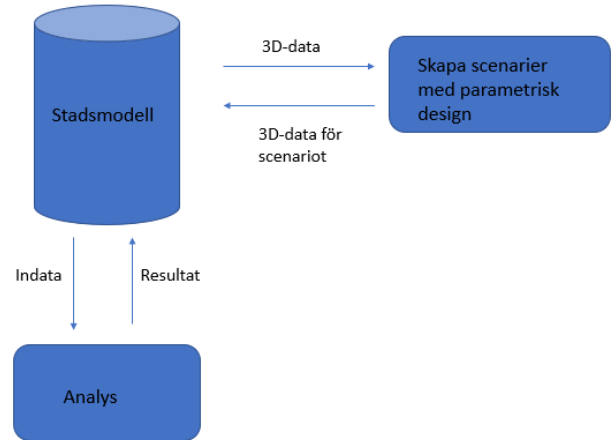 3D-data
Skapa scenarier
med parametrisk
design
Stadsmodell
3D-data för
scenariot
Indata
Resultat
Analys